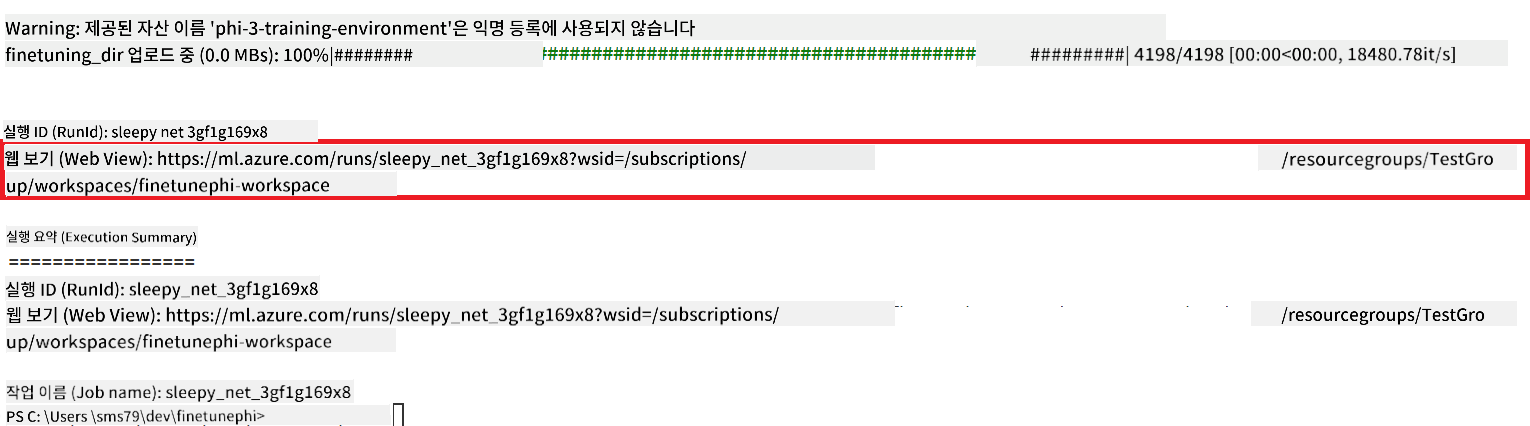 Warning: 제공된 자산 이름 'phi-3-training-environment'은 익명 등록에 사용되지 않습니다
finetuning_dir 업로드 중 (0.0 MBs): 100%|######## ##################################################### #########| 4198/4198 [00:00<00:00, 18480.78it/s]
실행 ID (RunId): sleepy net 3gf1g169x8
웹 보기 (Web View): https://ml.azure.com/runs/sleepy_net_3gf1g169x8?wsid=/subscriptions/ /resourcegroups/TestGro
up/workspaces/finetunephi-workspace
실행 요약 (Execution Summary)
=================
실행 ID (RunId): sleepy_net_3gf1g169x8
웹 보기 (Web View): https://ml.azure.com/runs/sleepy_net_3gf1g169x8?wsid=/subscriptions/ /resourcegroups/TestGro
up/workspaces/finetunephi-workspace
작업 이름 (Job name): sleepy_net_3gf1g169x8
PS C: \Users \sms79\dev\finetunephi>